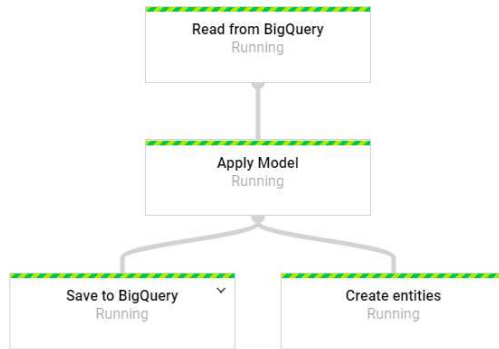 Read from BigQuery
Running
Apply Model
Running
Save to BigQuery
Running
Create entities
Running